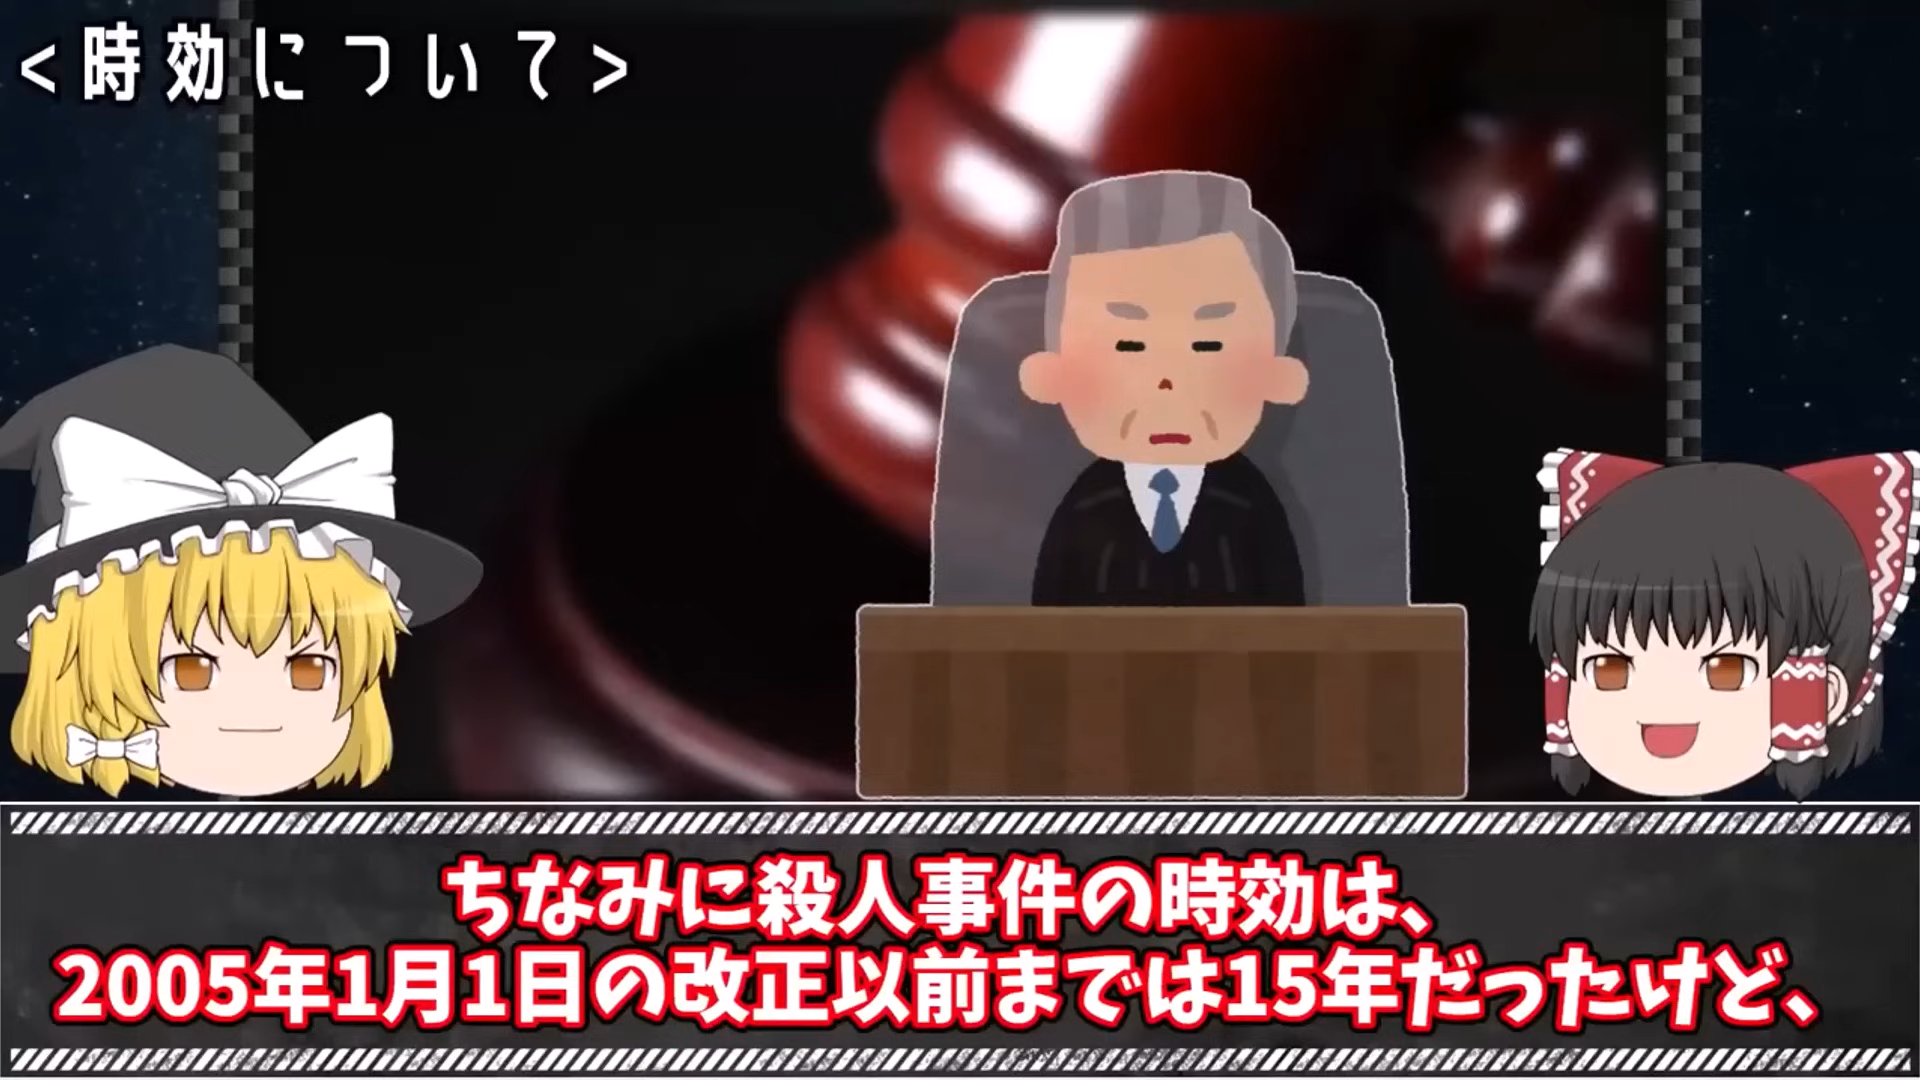 <時効について>
ちなみに殺人事件の時効は、
2005年1月1日の改正以前までは15年だったけど、